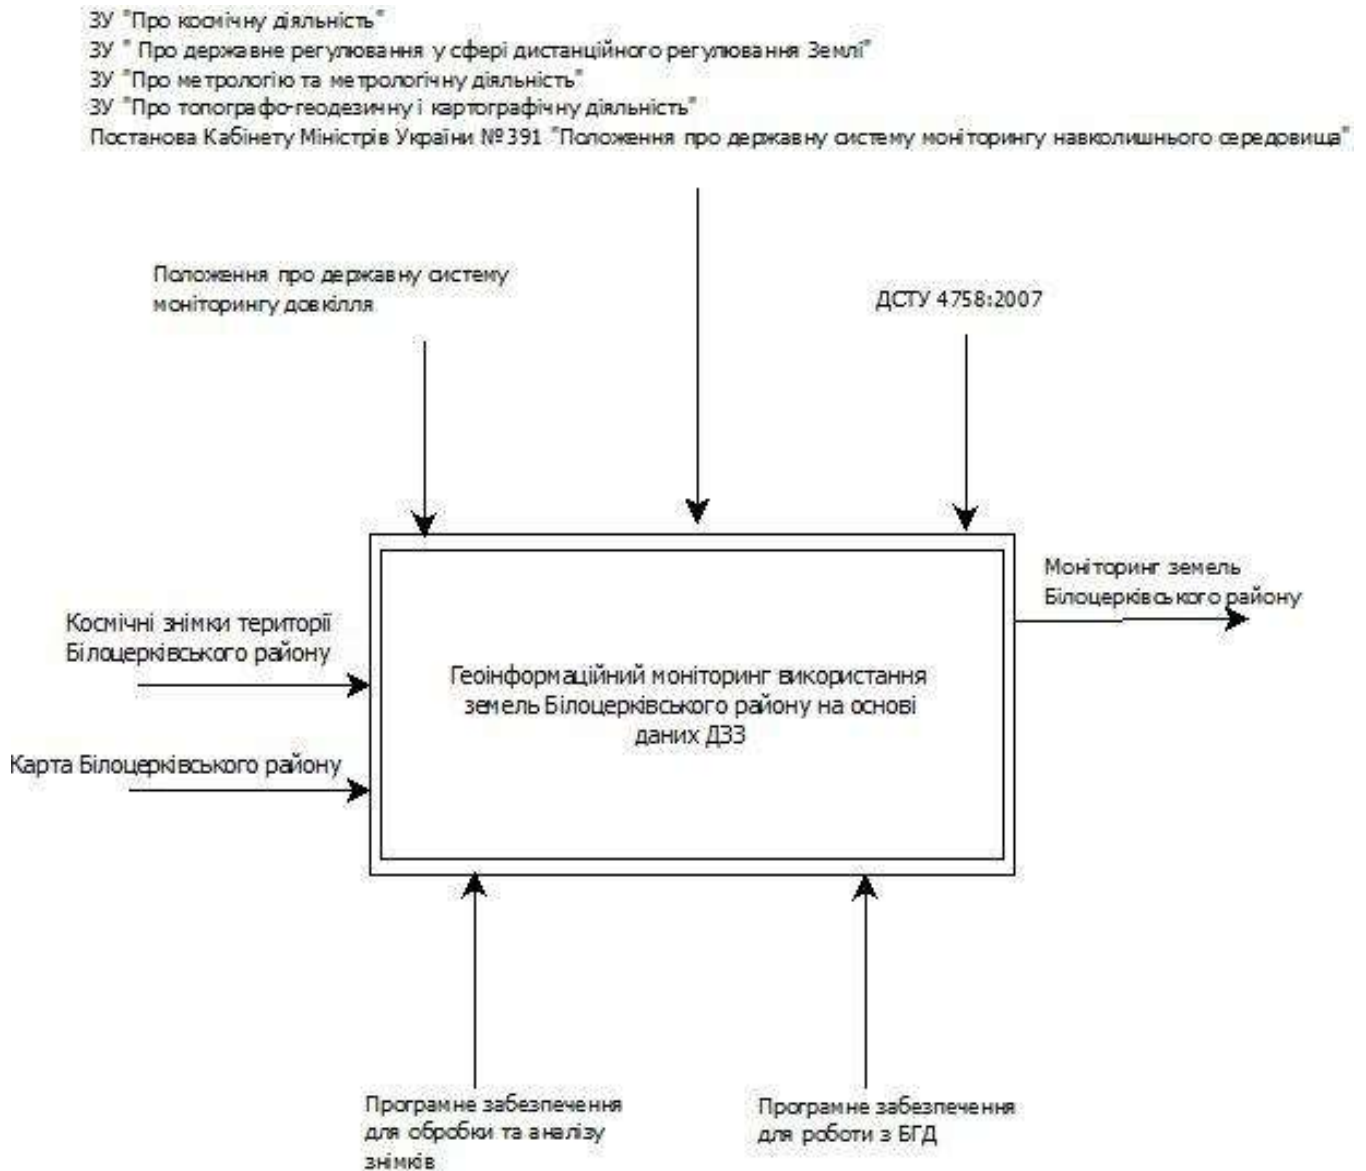 ЗУ "Про космічну діяльність"
ЗУ " Про державне регулювання у сфері дистанційного регулювання Землі"
ЗУ "Про метрологію та метрологічну діяльність"
ЗУ "Про топографо-геодезичну і картографічну діяльність"
Постанова Кабінету Міністрів України №391 "Положення про державну систему моніторингу навколишнього середовища"
Положення про державну систему
моніторингу довкілля
ДСТУ 4758:2007
Моніторинг земель
Білоцерківського району
Космічні знімки території
Білоцерківського району
Геоінформаційний моніторинг використання
земель Білоцерківського району на основі
даних ДЗЗ
Карта Білоцерківського району
Програмне забезпечення
для обробки та аналізу
знімків
Програмне забезпечення
для роботи з БГД